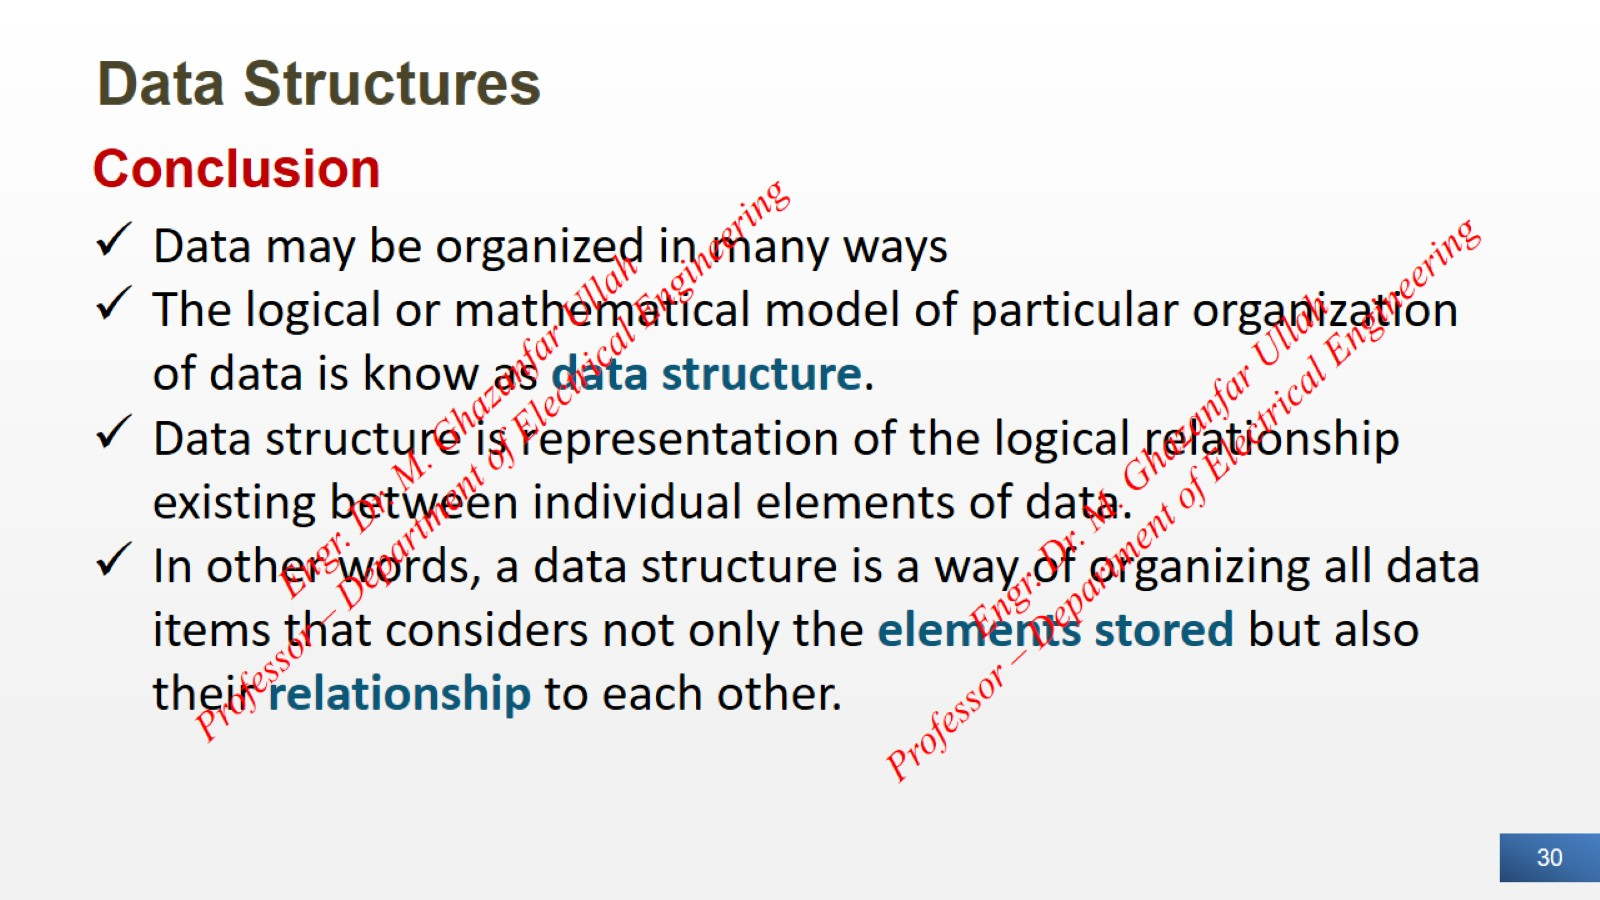 Data Structures
Conclusion
✓ Data may be organized in many ways
✓ The logical or mathematical model of particular organization
of data is know as data structure.
✓ Data structure is representation of the logical relationship
existing between individual elements of data.
✓ In other words, a data structure is a way of organizing all data
items that considers not only the elements stored but also
their relationship to each other.
Engr. Dr. M. Ghazanfar Ullah
Professor – Department of Electrical Engineering
Engr. Dr. M. Ghazanfar Ullah
Professor – Department of Electrical Engineering
30